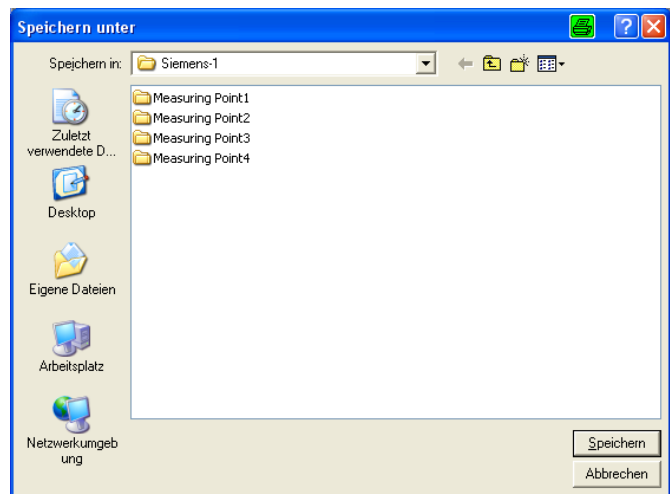 Speichern unter
Speichern in:
Siemens-1
Zuletzt
verwendete D...
Desktop
Eigene Dateien
Arbeitsplatz
Netzwerkumgeb
ung
Measuring Point1
Measuring Point2
Measuring Point3
Measuring Point4
Speichern
Abbrechen